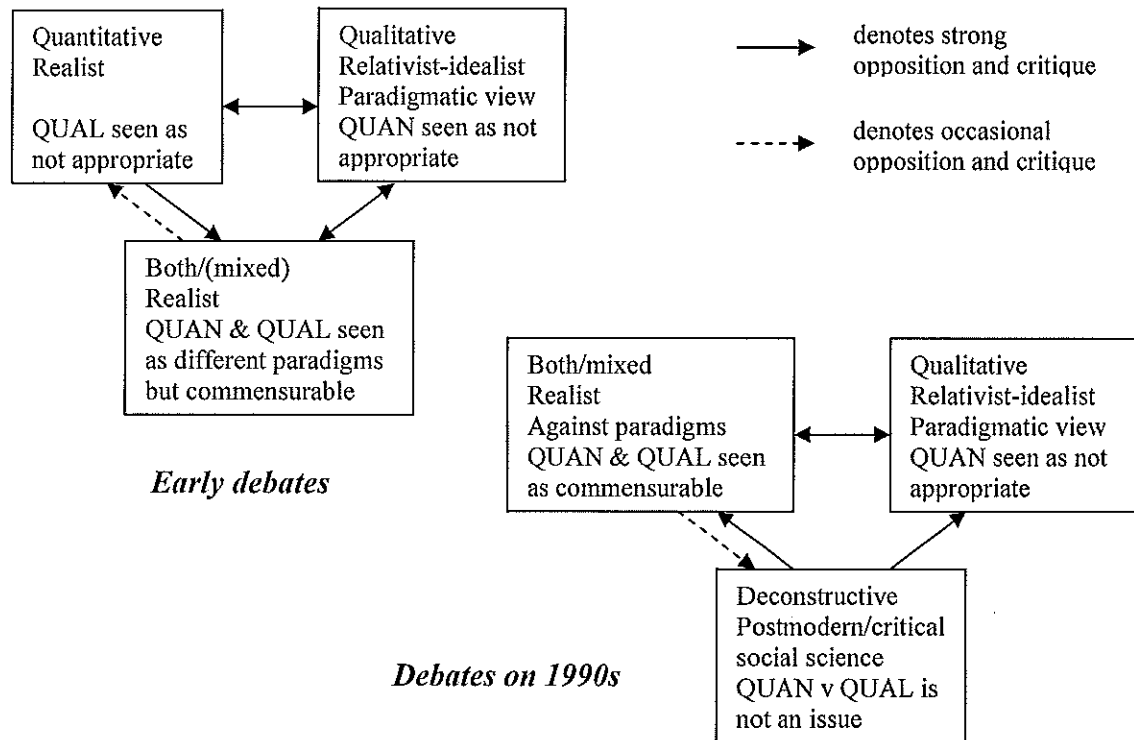 Quantitative
Realist
QUAL seen as
not appropriate
Qualitative
Relativist-idealist
Paradigmatic view
QUAN seen as not
appropriate
denotes strong
opposition and critique
denotes occasional
opposition and critique
Both/(mixed)
Realist
QUAN & QUAL seen
as different paradigms
but commensurable
Early debates
Both/mixed
Realist
Against paradigms
QUAN & QUAL seen
as commensurable
Qualitative
Relativist-idealist
Paradigmatic view
QUAN seen as not
appropriate
Deconstructive
Postmodern/critical
social science
QUAN v QUAL is
not an issue
Debates on 1990s